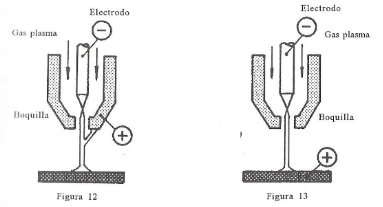 Electrodo
Gas plasma
Boquilla
Figura 12
Electrodo
Gas plasma
Boquilla
Figura 13